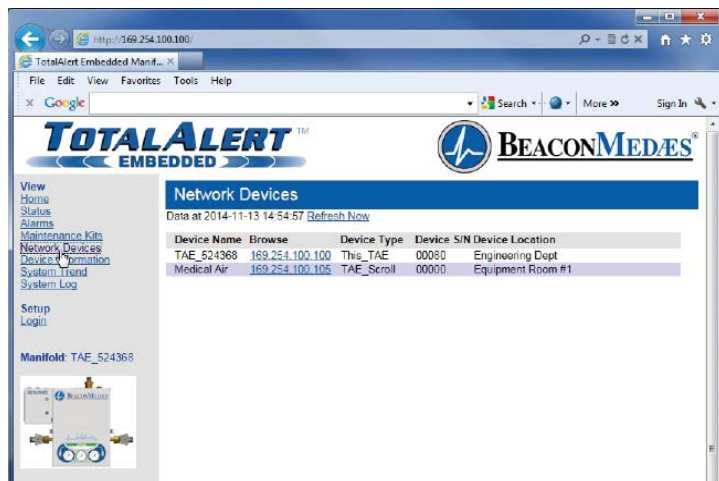 http://169.254.100.100/
TotalAlert Embedded Manif...
File Edit View Favorites Tools Help
x Google Search More >> Sign In
TOTALALERT TM
EMBEDDED
BEACONMEDÆS®
View
Home
Status
Alarms
Maintenance Kits
Network Devices
Device Information
System Trend
System Log
Setup
Login
Manifold: TAE_524368
Network Devices
Data at 2014-11-13 14:54:57 Refresh Now
Device Name Browse Device Type Device S/N Device Location
TAE_524368 169.254.100.100 This_TAE 00080 Engineering Dept
Medical Air 169.254.100.105 TAE_Scroll 00000 Equipment Room #1
BEACONMEDÆS